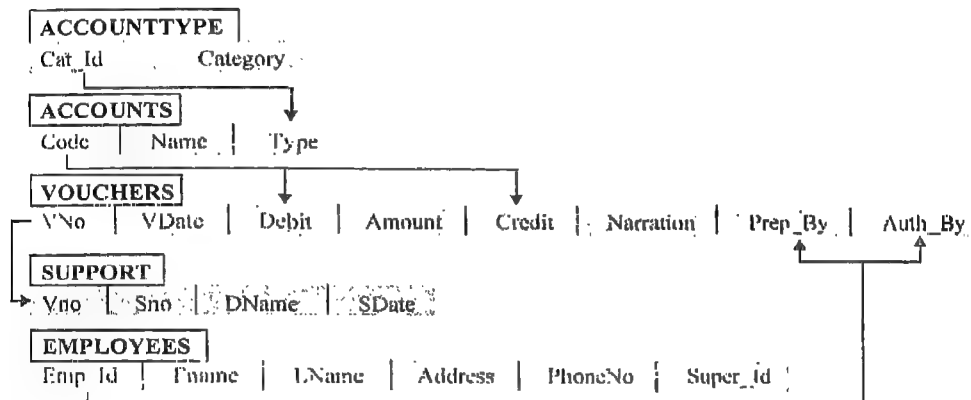 ACCOUNTTYPE
Cat_Id Category
ACCOUNTS
Code Name Type
VOUCHERS
VNo VDate Debit Amount Credit Narration Prep_By Auth_By
SUPPORT
Vno Sno DName SDate
EMPLOYEES
Emp_Id Fname LName Address PhoneNo Super_Id